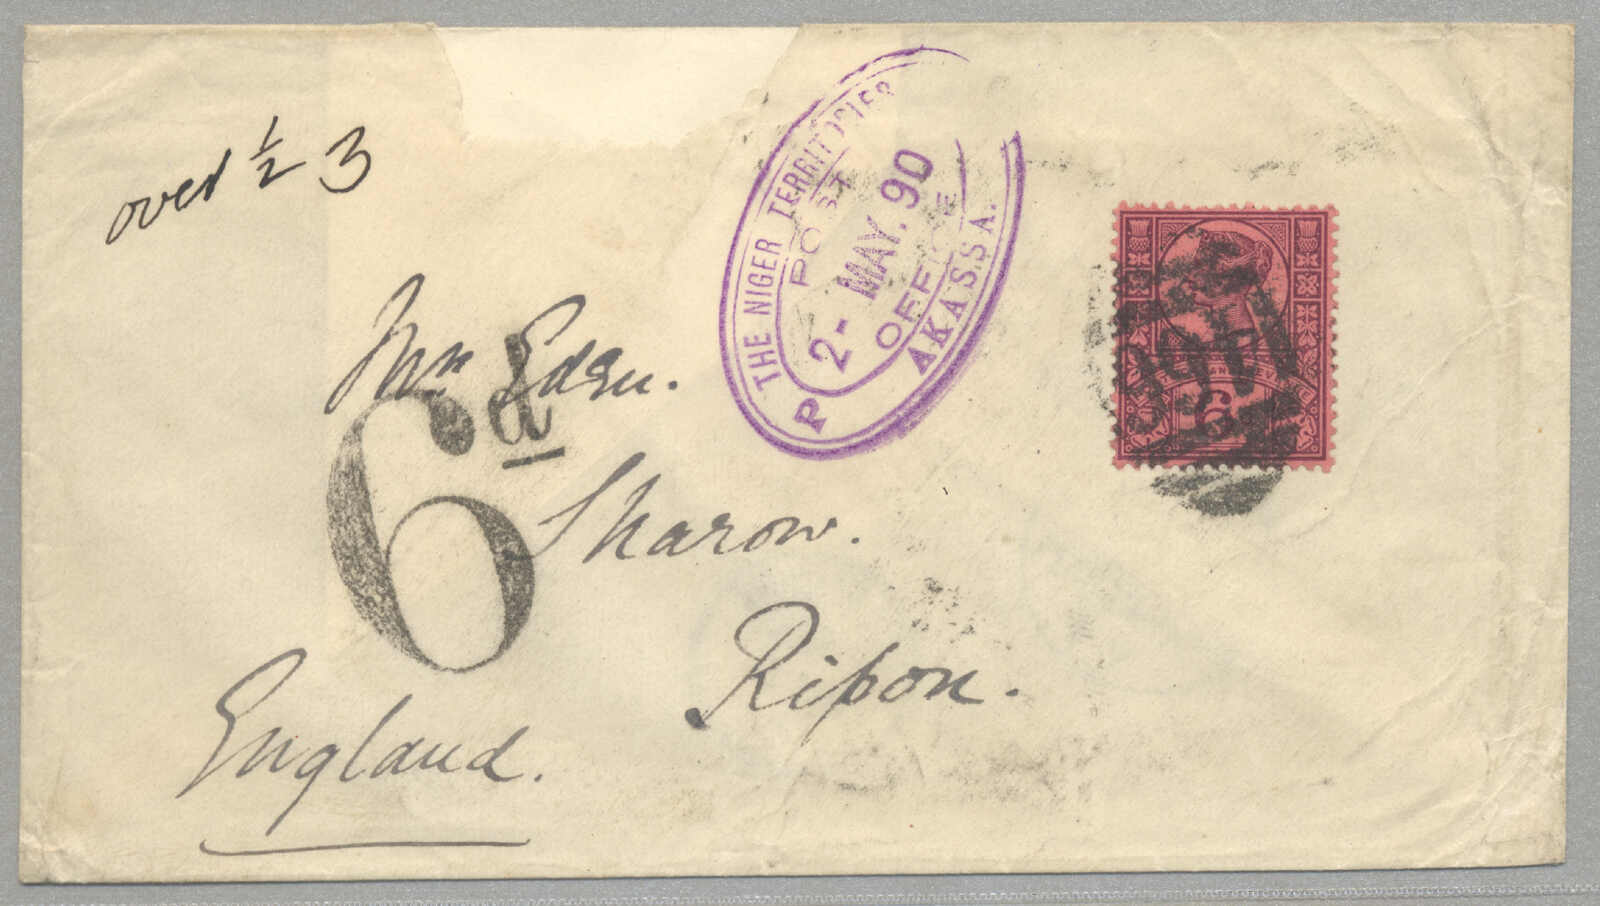 over ½ 3
THE NIGER TERRITORIES
POST
2- MAY. 90
OFFICE
AKASSA.
P
6d
Mrs Eden.
Sharow.
Ripon.
England.